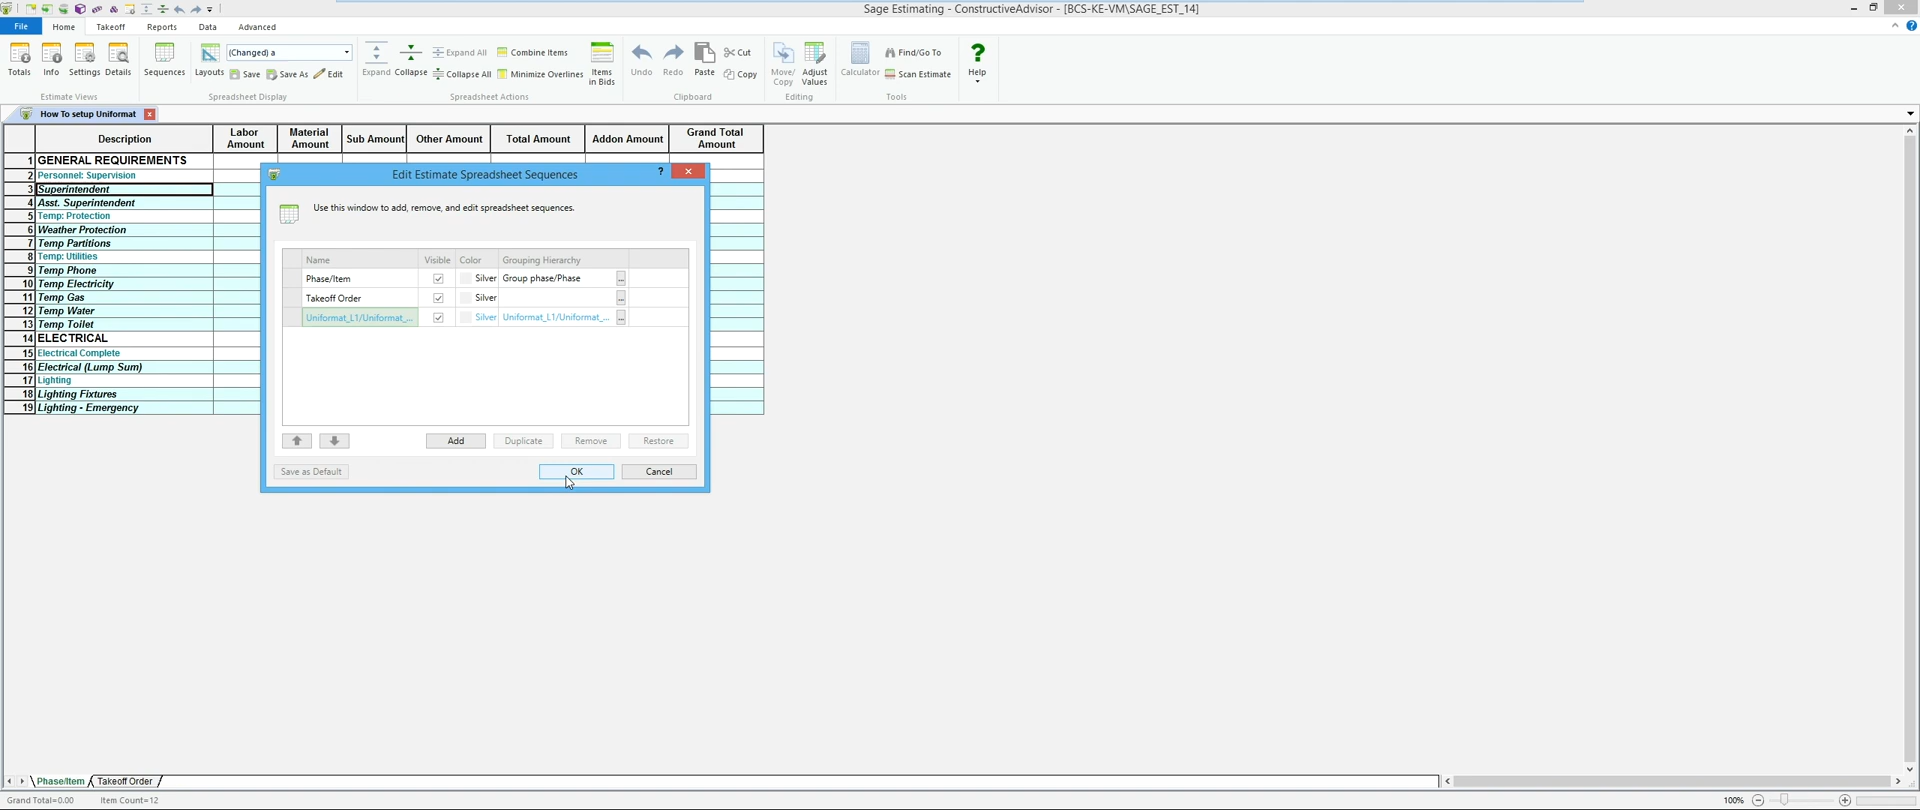 Sage Estimating - ConstructiveAdvisor - [BCS-KE-VM\SAGE_EST_14]
File Home Takeoff Reports Data Advanced
(Changed) a
Expand All Combine Items Cut Find/Go To
Totals Info Settings Details Sequences Layouts Expand Collapse Items in Bids Undo Redo Paste Move/ Copy Adjust Values Calculator Help
Save Save As Edit Collapse All Minimize Overlines Copy Scan Estimate
Estimate Views Spreadsheet Display Spreadsheet Actions Clipboard Editing Tools
How To setup Uniformat
Description Labor Amount Material Amount Sub Amount Other Amount Total Amount Addon Amount Grand Total Amount
1 GENERAL REQUIREMENTS
2 Personnel: Supervision
3 Superintendent
4 Asst. Superintendent
5 Temp: Protection
6 Weather Protection
7 Temp Partitions
8 Temp: Utilities
9 Temp Phone
10 Temp Electricity
11 Temp Gas
12 Temp Water
13 Temp Toilet
14 ELECTRICAL
15 Electrical Complete
16 Electrical (Lump Sum)
17 Lighting
18 Lighting Fixtures
19 Lighting - Emergency
Edit Estimate Spreadsheet Sequences ?
Use this window to add, remove, and edit spreadsheet sequences.
Name Visible Color Grouping Hierarchy
Phase/Item Silver Group phase/Phase ...
Takeoff Order Silver ...
Uniformat_L1/Uniformat_... Silver Uniformat_L1/Uniformat_... ...
Add Duplicate Remove Restore
Save as Default OK Cancel
Phase/Item Takeoff Order
Grand Total=0.00 Item Count=12 100%